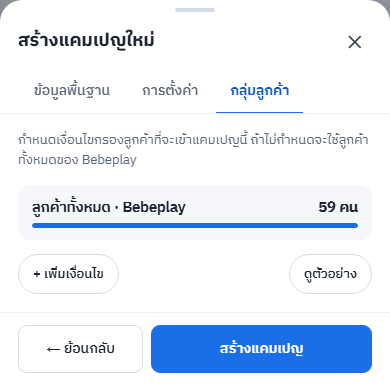 สร้างแคมเปญใหม่
ข้อมูลพื้นฐาน การตั้งค่า กลุ่มลูกค้า
กำหนดเงื่อนไขกรองลูกค้าที่จะเข้าแคมเปญนี้ ถ้าไม่กำหนดจะใช้ลูกค้า
ทั้งหมดของ Bebeplay
ลูกค้าทั้งหมด · Bebeplay 59 คน
+ เพิ่มเงื่อนไข ดูตัวอย่าง
← ย้อนกลับ สร้างแคมเปญ